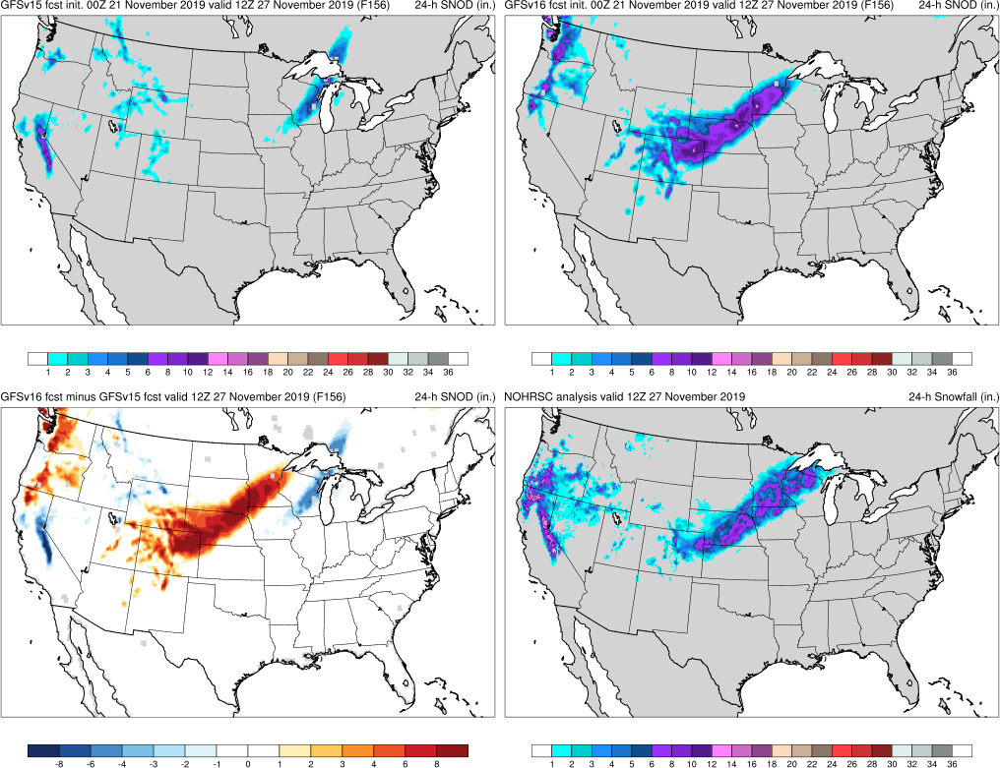 GFSv15 fcst init. 00Z 21 November 2019 valid 12Z 27 November 2019 (F156) 24-h SNOD (in.)
GFSv16 fcst init. 00Z 21 November 2019 valid 12Z 27 November 2019 (F156) 24-h SNOD (in.)
1 2 3 4 5 6 8 10 12 14 16 18 20 22 24 26 28 30 32 34 36
1 2 3 4 5 6 8 10 12 14 16 18 20 22 24 26 28 30 32 34 36
GFSv16 fcst minus GFSv15 fcst valid 12Z 27 November 2019 (F156) 24-h SNOD (in.)
NOHRSC analysis valid 12Z 27 November 2019 24-h Snowfall (in.)
-8 -6 -4 -3 -2 -1 0 1 2 3 4 6 8
1 2 3 4 5 6 8 10 12 14 16 18 20 22 24 26 28 30 32 34 36